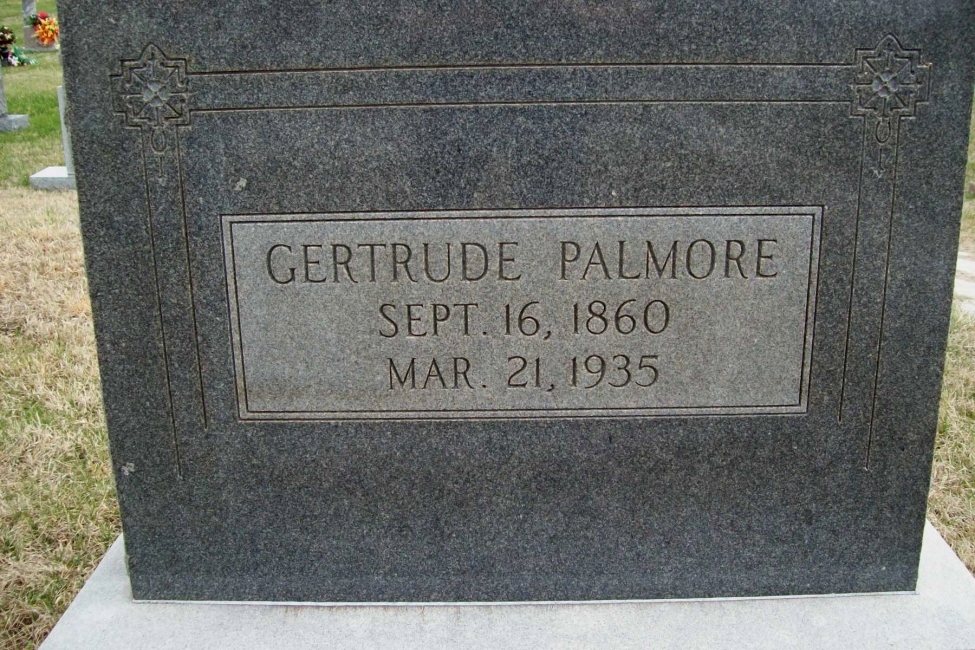 GERTRUDE PALMORE
SEPT. 16, 1860
MAR. 21, 1935